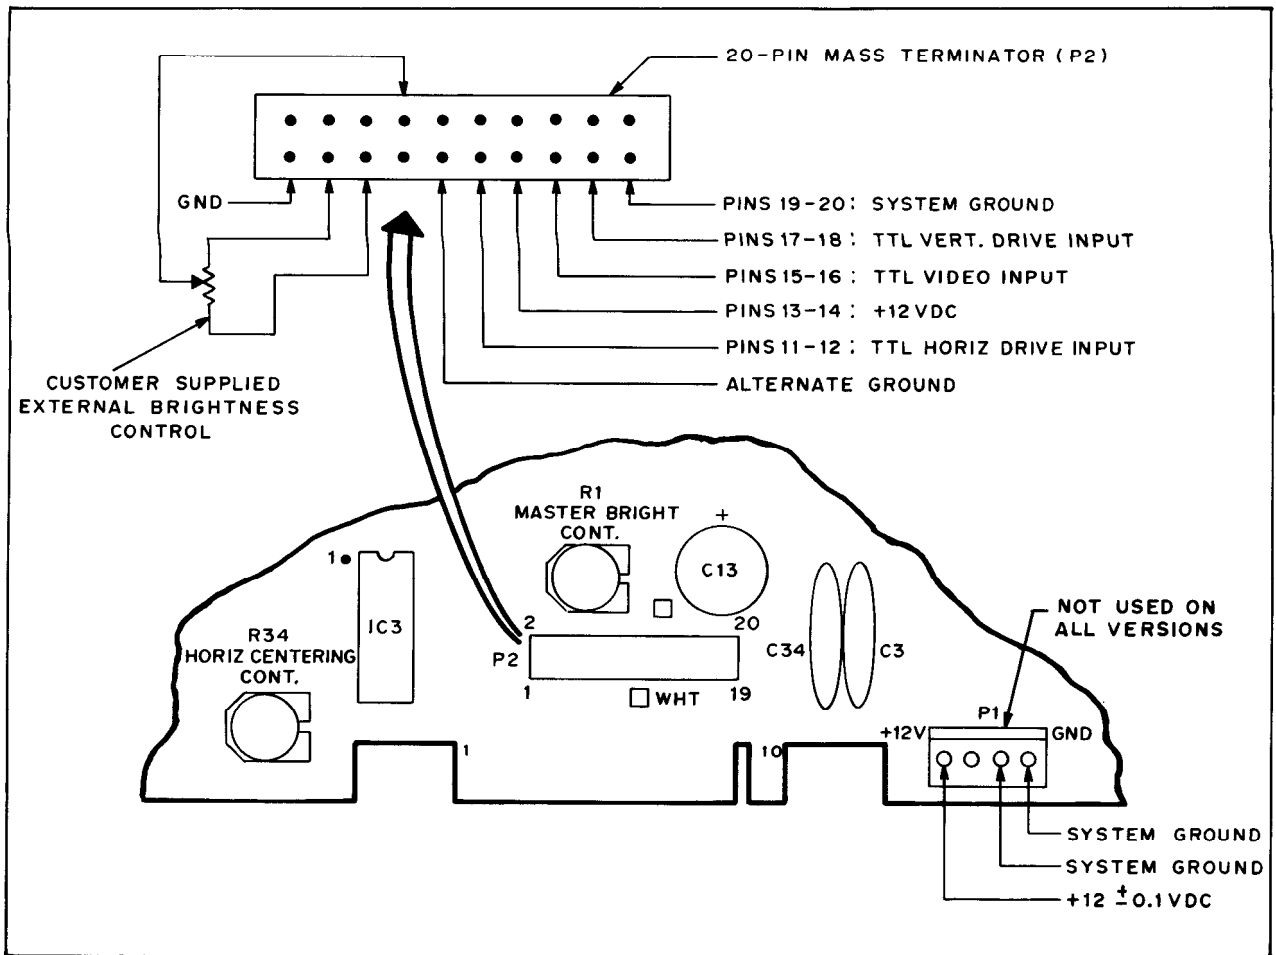 20-PIN MASS TERMINATOR (P2)
GND
PINS 19-20: SYSTEM GROUND
PINS 17-18: TTL VERT. DRIVE INPUT
PINS 15-16: TTL VIDEO INPUT
PINS 13-14: +12VDC
PINS 11-12: TTL HORIZ DRIVE INPUT
ALTERNATE GROUND
CUSTOMER SUPPLIED
EXTERNAL BRIGHTNESS
CONTROL
R1
MASTER BRIGHT
CONT.
+
1
C13
IC3
2
20
P2
1
19
WHT
C34
C3
NOT USED ON
ALL VERSIONS
R34
HORIZ CENTERING
CONT.
P1
+12V
GND
1
10
SYSTEM GROUND
SYSTEM GROUND
+12 ±0.1VDC